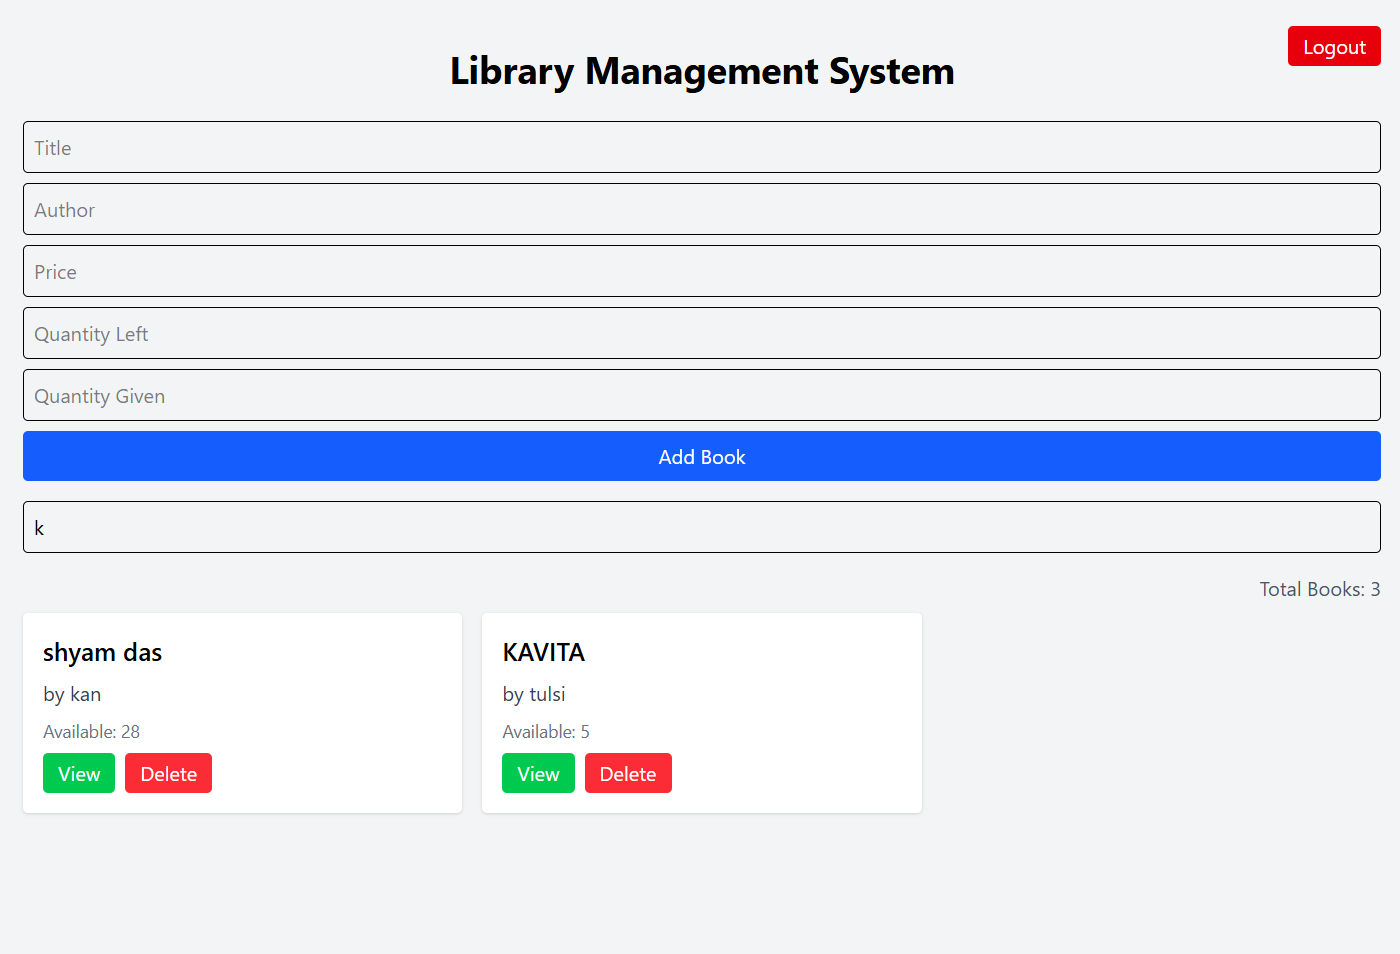 Logout
Library Management System
Title
Author
Price
Quantity Left
Quantity Given
Add Book
k
Total Books: 3
shyam das
by kan
Available: 28
View Delete
KAVITA
by tulsi
Available: 5
View Delete